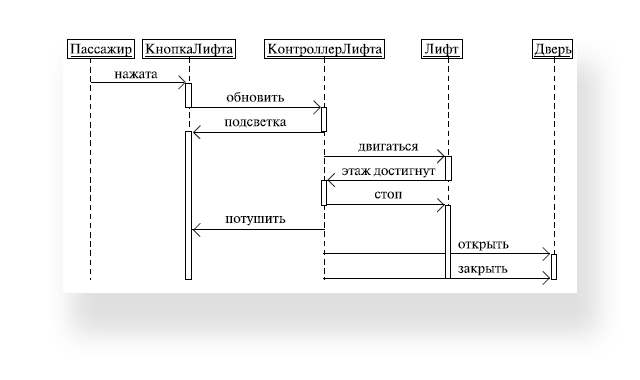 Пассажир КнопкаЛифта КонтроллерЛифта Лифт Дверь
нажата
обновить
подсветка
двигаться
этаж достигнут
стоп
потушить
открыть
закрыть